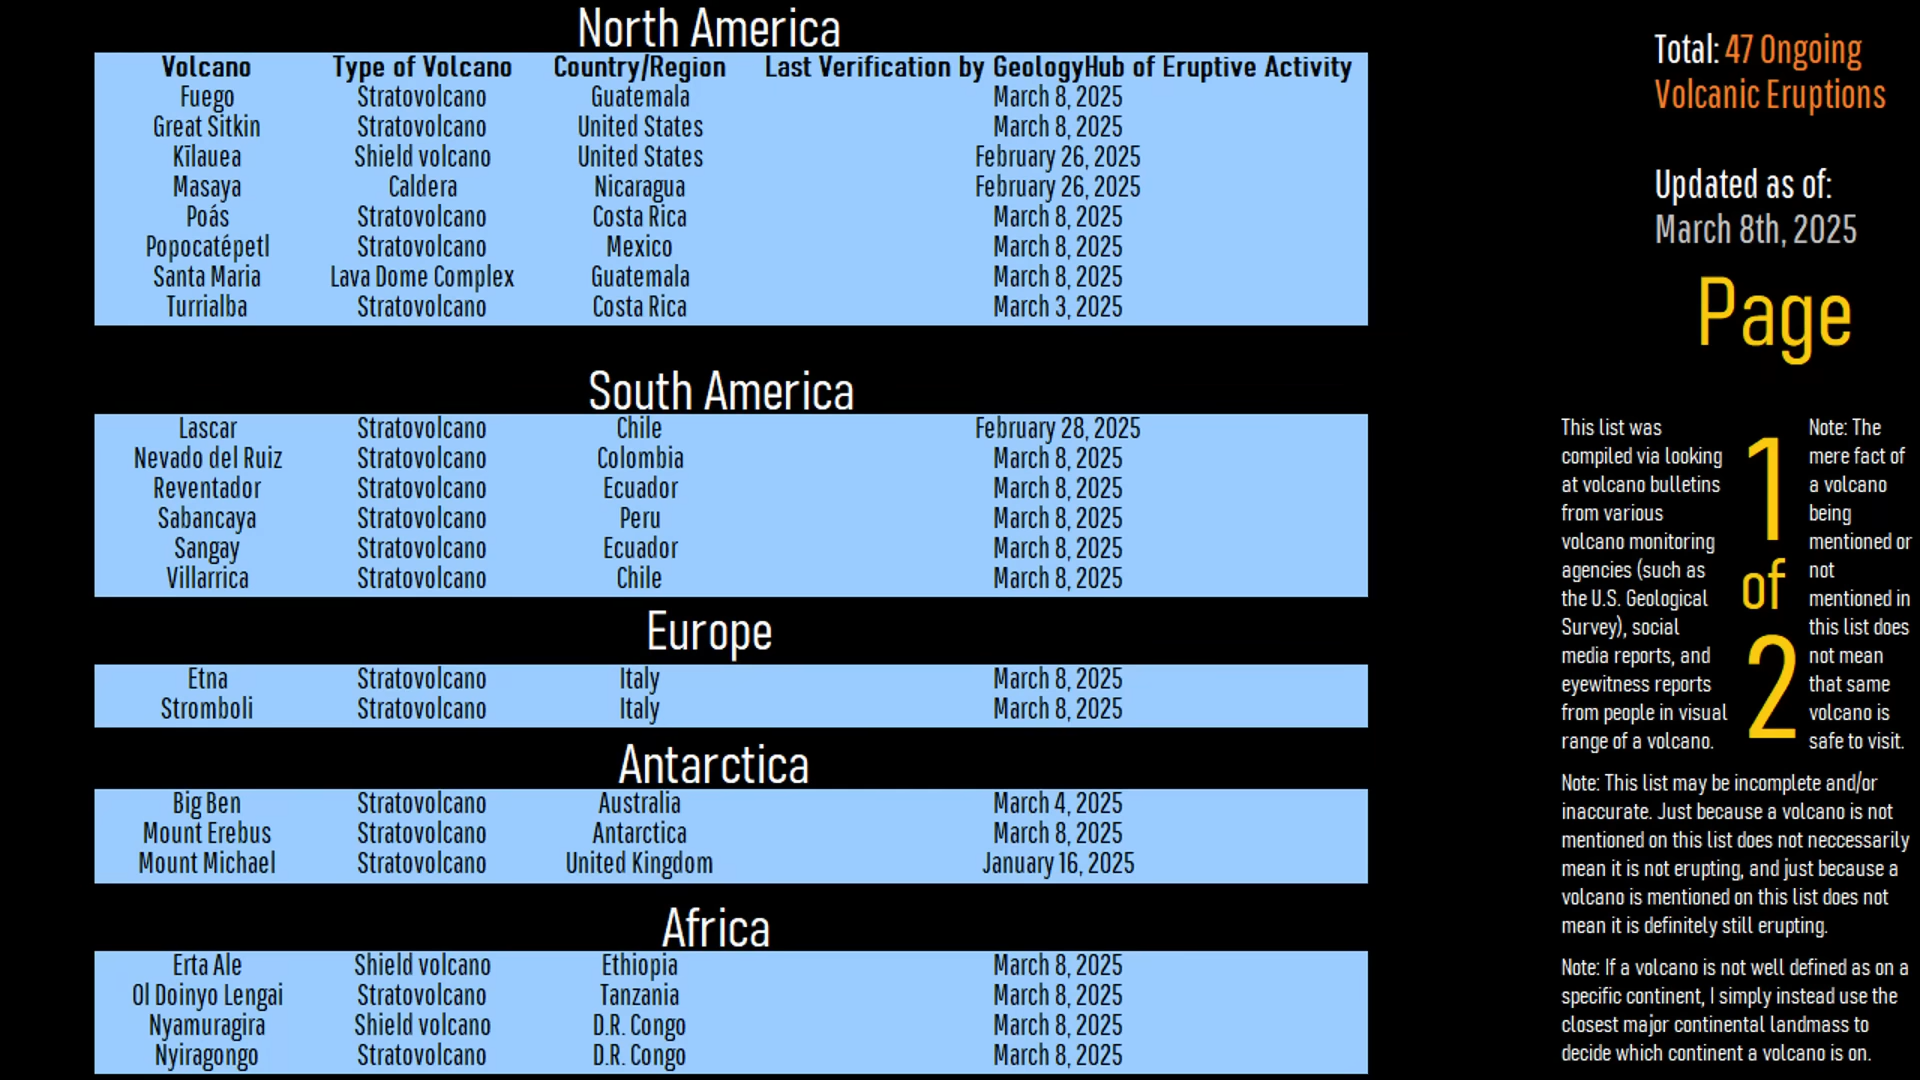 North America
Volcano Type of Volcano Country/Region Last Verification by GeologyHub of Eruptive Activity
Fuego Stratovolcano Guatemala March 8, 2025
Great Sitkin Stratovolcano United States March 8, 2025
Kīlauea Shield volcano United States February 26, 2025
Masaya Caldera Nicaragua February 26, 2025
Poás Stratovolcano Costa Rica March 8, 2025
Popocatépetl Stratovolcano Mexico March 8, 2025
Santa Maria Lava Dome Complex Guatemala March 8, 2025
Turrialba Stratovolcano Costa Rica March 3, 2025
South America
Lascar Stratovolcano Chile February 28, 2025
Nevado del Ruiz Stratovolcano Colombia March 8, 2025
Reventador Stratovolcano Ecuador March 8, 2025
Sabancaya Stratovolcano Peru March 8, 2025
Sangay Stratovolcano Ecuador March 8, 2025
Villarrica Stratovolcano Chile March 8, 2025
Europe
Etna Stratovolcano Italy March 8, 2025
Stromboli Stratovolcano Italy March 8, 2025
Antarctica
Big Ben Stratovolcano Australia March 4, 2025
Mount Erebus Stratovolcano Antarctica March 8, 2025
Mount Michael Stratovolcano United Kingdom January 16, 2025
Africa
Erta Ale Shield volcano Ethiopia March 8, 2025
Ol Doinyo Lengai Stratovolcano Tanzania March 8, 2025
Nyamuragira Shield volcano D.R. Congo March 8, 2025
Nyiragongo Stratovolcano D.R. Congo March 8, 2025
Total: 47 Ongoing
Volcanic Eruptions
Updated as of:
March 8th, 2025
Page
1
of
2
This list was
compiled via looking
at volcano bulletins
from various
volcano monitoring
agencies (such as
the U.S. Geological
Survey), social
media reports, and
eyewitness reports
from people in visual
range of a volcano.
Note: The
mere fact of
a volcano
being
mentioned or
not
mentioned in
this list does
not mean
that same
volcano is
safe to visit.
Note: This list may be incomplete and/or
inaccurate. Just because a volcano is not
mentioned on this list does not neccessarily
mean it is not erupting, and just because a
volcano is mentioned on this list does not
mean it is definitely still erupting.
Note: If a volcano is not well defined as on a
specific continent, I simply instead use the
closest major continental landmass to
decide which continent a volcano is on.